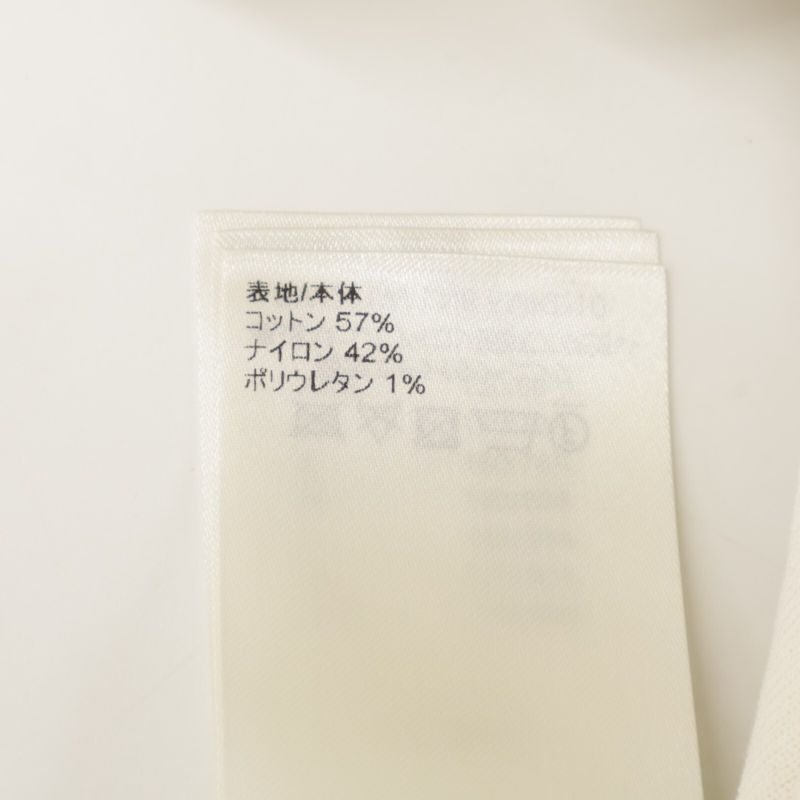 表地/本体
コットン 57%
ナイロン 42%
ポリウレタン 1%